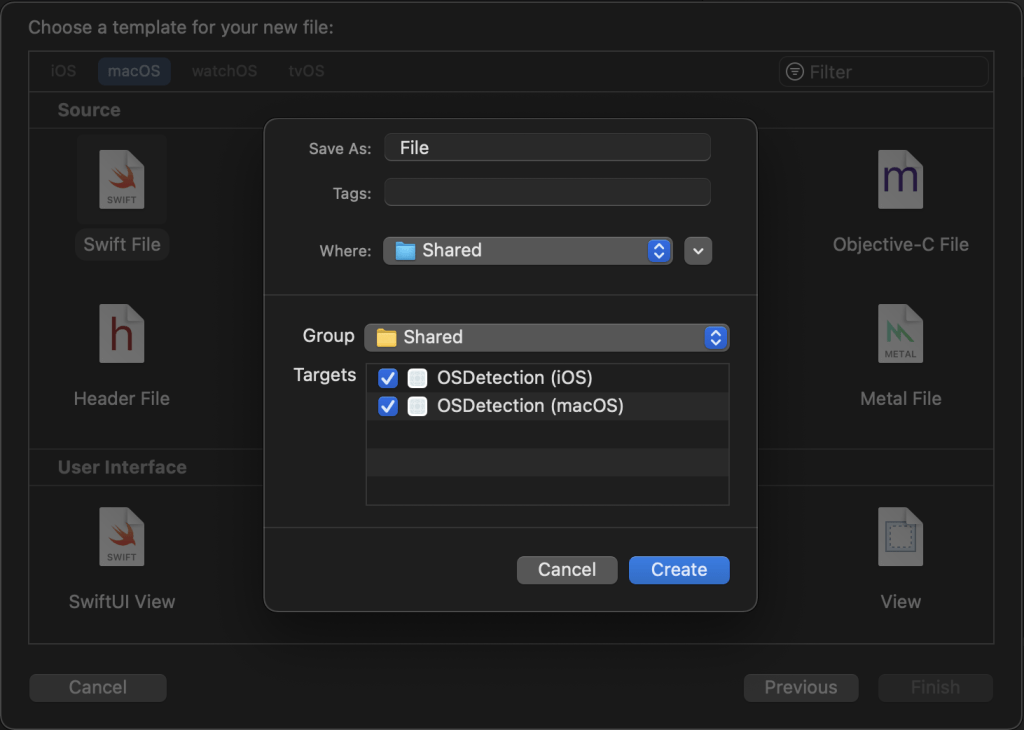 Choose a template for your new file:
iOS macOS watchOS tvOS Filter
Source
SWIFT
Swift File
m
Objective-C File
h
Header File
METAL
Metal File
User Interface
SWIFT
SwiftUI View
View
Save As: File
Tags:
Where: Shared
Group Shared
Targets OSDetection (iOS)
OSDetection (macOS)
Cancel Create
Cancel Previous Finish